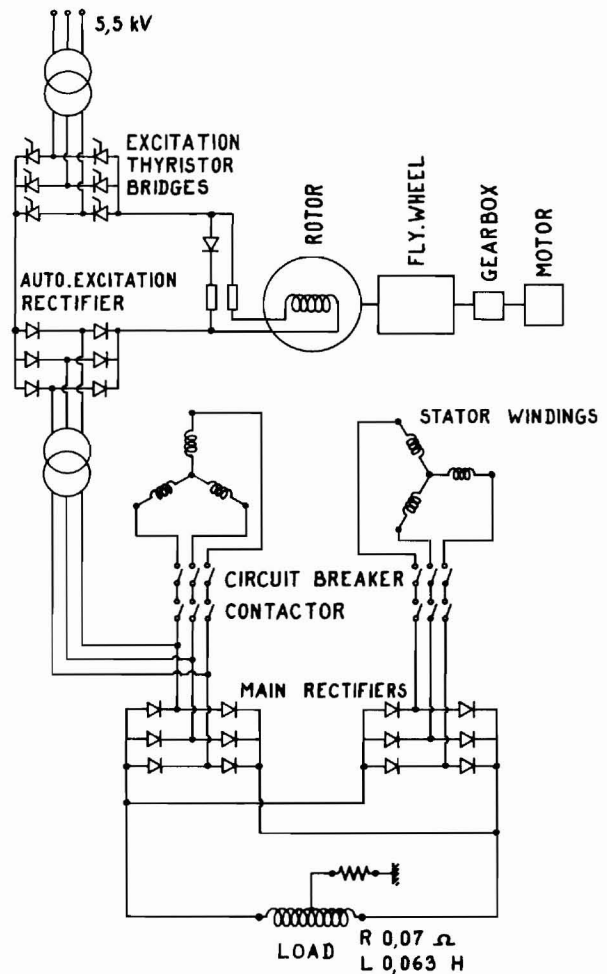 5,5 kV
EXCITATION
THYRISTOR
BRIDGES
ROTOR
FLY.WHEEL
GEARBOX
MOTOR
AUTO.EXCITATION
RECTIFIER
STATOR WINDINGS
CIRCUIT BREAKER
CONTACTOR
MAIN RECTIFIERS
LOAD
R 0,07 Ω
L 0,063 H